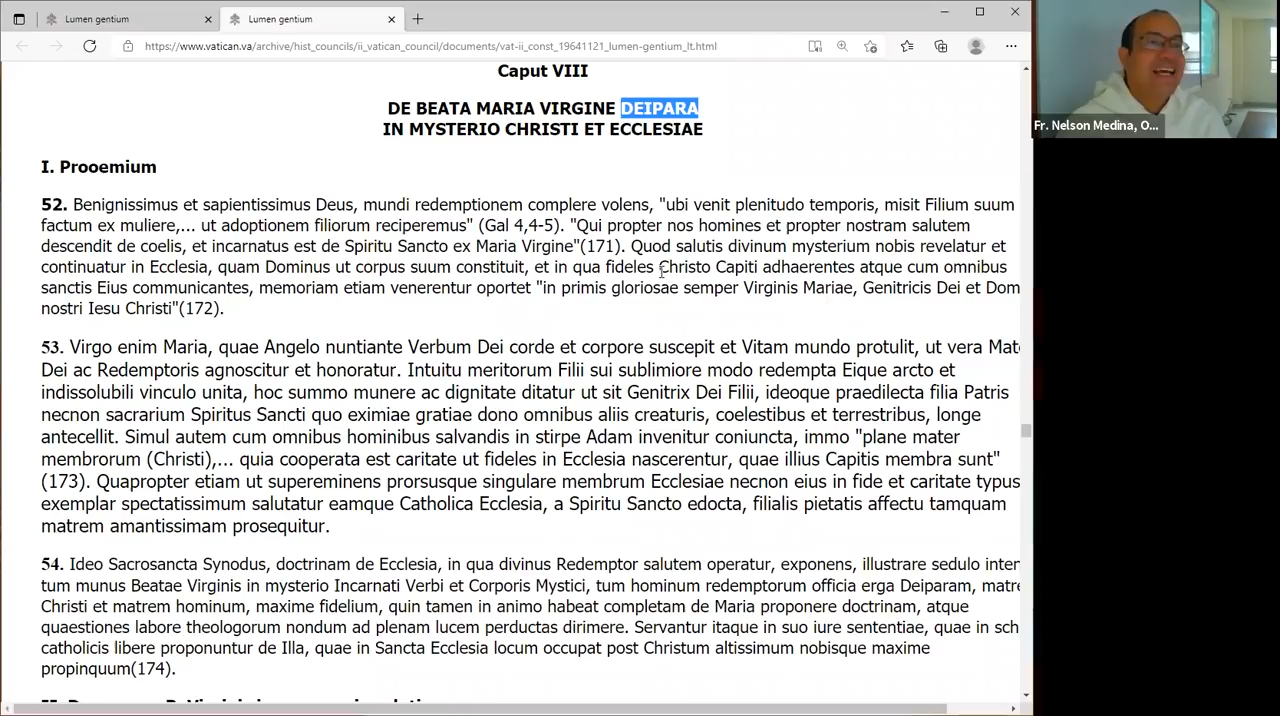 Lumen gentium
Lumen gentium
https://www.vatican.va/archive/hist_councils/ii_vatican_council/documents/vat-ii_const_19641121_lumen-gentium_lt.html
Fr. Nelson Medina, O...
Caput VIII
DE BEATA MARIA VIRGINE DEIPARA
IN MYSTERIO CHRISTI ET ECCLESIAE
I. Prooemium
52. Benignissimus et sapientissimus Deus, mundi redemptionem complere volens, "ubi venit plenitudo temporis, misit Filium suum
factum ex muliere,... ut adoptionem filiorum reciperemus" (Gal 4,4-5). "Qui propter nos homines et propter nostram salutem
descendit de coelis, et incarnatus est de Spiritu Sancto ex Maria Virgine"(171). Quod salutis divinum mysterium nobis revelatur et
continuatur in Ecclesia, quam Dominus ut corpus suum constituit, et in qua fideles Christo Capiti adhaerentes atque cum omnibus
sanctis Eius communicantes, memoriam etiam venerentur oportet "in primis gloriosae semper Virginis Mariae, Genitricis Dei et Dom
nostri Iesu Christi"(172).
53. Virgo enim Maria, quae Angelo nuntiante Verbum Dei corde et corpore suscepit et Vitam mundo protulit, ut vera Mat
Dei ac Redemptoris agnoscitur et honoratur. Intuitu meritorum Filii sui sublimiore modo redempta Eique arcto et
indissolubili vinculo unita, hoc summo munere ac dignitate ditatur ut sit Genitrix Dei Filii, ideoque praedilecta filia Patris
necnon sacrarium Spiritus Sancti quo eximiae gratiae dono omnibus aliis creaturis, coelestibus et terrestribus, longe
antecellit. Simul autem cum omnibus hominibus salvandis in stirpe Adam invenitur coniuncta, immo "plane mater
membrorum (Christi),... quia cooperata est caritate ut fideles in Ecclesia nascerentur, quae illius Capitis membra sunt"
(173). Quapropter etiam ut supereminens prorsusque singulare membrum Ecclesiae necnon eius in fide et caritate typus
exemplar spectatissimum salutatur eamque Catholica Ecclesia, a Spiritu Sancto edocta, filialis pietatis affectu tamquam
matrem amantissimam prosequitur.
54. Ideo Sacrosancta Synodus, doctrinam de Ecclesia, in qua divinus Redemptor salutem operatur, exponens, illustrare sedulo inten
tum munus Beatae Virginis in mysterio Incarnati Verbi et Corporis Mystici, tum hominum redemptorum officia erga Deiparam, matre
Christi et matrem hominum, maxime fidelium, quin tamen in animo habeat completam de Maria proponere doctrinam, atque
quaestiones labore theologorum nondum ad plenam lucem perductas dirimere. Servantur itaque in suo iure sententiae, quae in sch
catholicis libere proponuntur de Illa, quae in Sancta Ecclesia locum occupat post Christum altissimum nobisque maxime
propinquum(174).